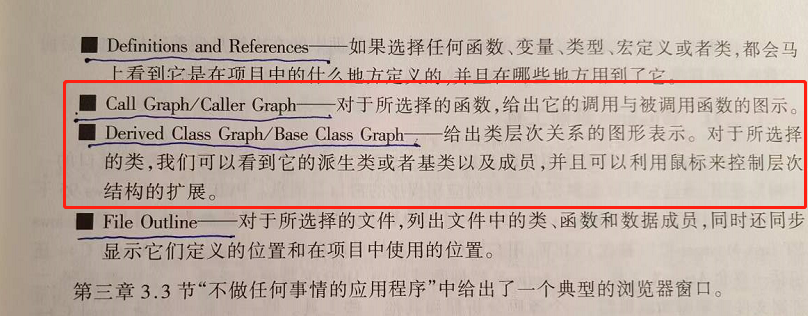 ■ Definitions and References——如果选择任何函数、变量、类型、宏定义或者类，都会马
上看到它是在项目中的什么地方定义的，并且在哪些地方用到了它。
■ Call Graph/Caller Graph——对于所选择的函数，给出它的调用与被调用函数的图示。
■ Derived Class Graph/Base Class Graph——给出类层次关系的图形表示。对于所选择
的类，我们可以看到它的派生类或者基类以及成员，并且可以利用鼠标来控制层次
结构的扩展。
■ File Outline——对于所选择的文件，列出文件中的类、函数和数据成员，同时还同步
显示它们定义的位置和在项目中使用的位置。
第三章 3.3 节“不做任何事情的应用程序”中给出了一个典型的浏览器窗口。